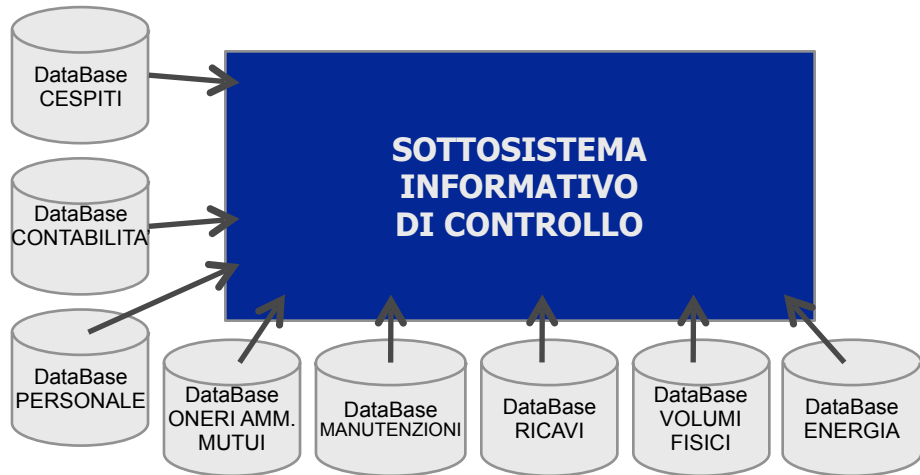 DataBase
CESPITI
SOTTOSISTEMA
INFORMATIVO
DI CONTROLLO
DataBase
CONTABILITA'
DataBase
PERSONALE
DataBase
ONERI AMM.
MUTUI
DataBase
MANUTENZIONI
DataBase
RICAVI
DataBase
VOLUMI
FISICI
DataBase
ENERGIA